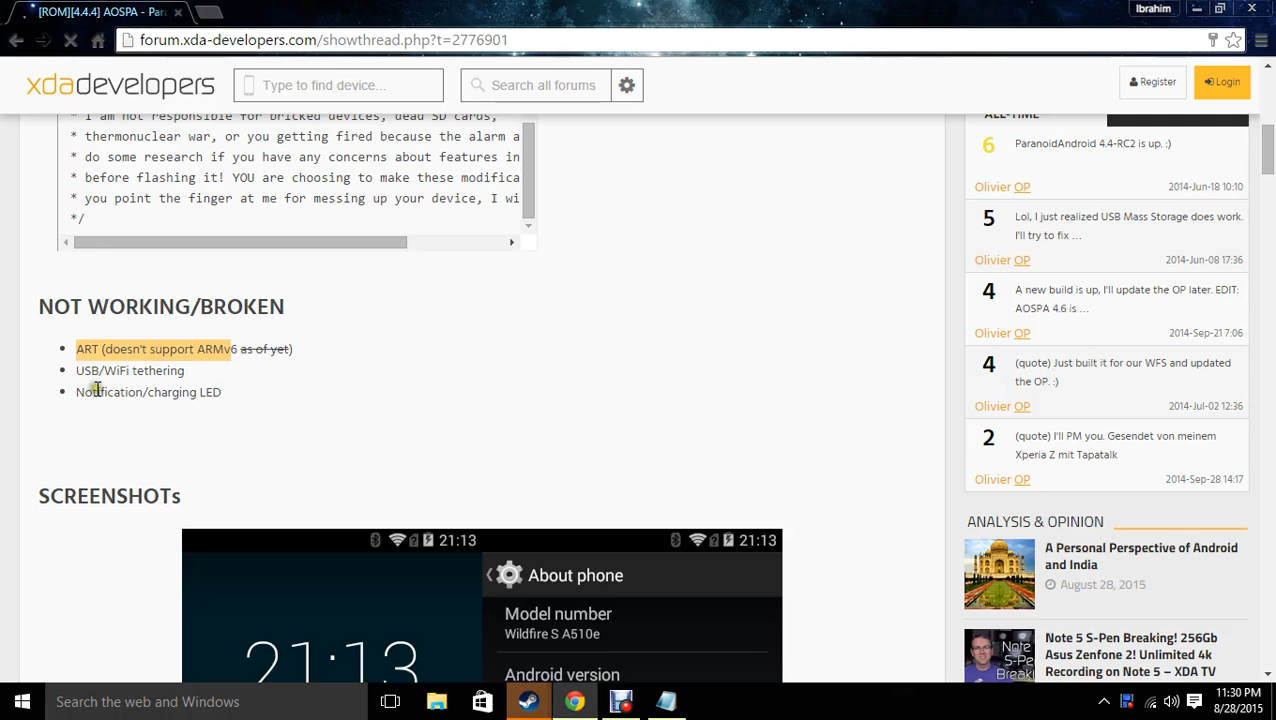 [ROM][4.4.4] AOSPA - Par
Ibrahim
forum.xda-developers.com/showthread.php?t=2776901
xdadevelopers
Type to find device...
Search all forums
Register
Login
* I am not responsible for bricked devices, dead SD cards,
* thermonuclear war, or you getting fired because the alarm a
* do some research if you have any concerns about features in
* before flashing it! YOU are choosing to make these modifica
* you point the finger at me for messing up your device, I wi
*/
NOT WORKING/BROKEN
ART (doesn't support ARMv6 as of yet)
USB/WiFi tethering
Notification/charging LED
SCREENSHOTs
21:13
21:13
21:13
About phone
Model number
Wildfire S A510e
Android version
ALL-TIME
6
ParanoidAndroid 4.4-RC2 is up. :)
Olivier OP
2014-Jun-18 10:10
5
Lol, I just realized USB Mass Storage does work.
I'll try to fix ...
Olivier OP
2014-Jun-08 17:36
4
A new build is up, I'll update the OP later. EDIT:
AOSPA 4.6 is ...
Olivier OP
2014-Sep-21 7:06
4
(quote) Just built it for our WFS and updated
the OP. :)
Olivier OP
2014-Jul-02 12:36
2
(quote) I'll PM you. Gesendet von meinem
Xperia Z mit Tapatalk
Olivier OP
2014-Sep-28 14:17
ANALYSIS & OPINION
A Personal Perspective of Android
and India
August 28, 2015
Note 5 S-Pen Breaking! 256Gb
Asus Zenfone 2! Unlimited 4k
Recording on Note 5 – XDA TV
Note
S-Pe
Break
Search the web and Windows
11:30 PM
8/28/2015